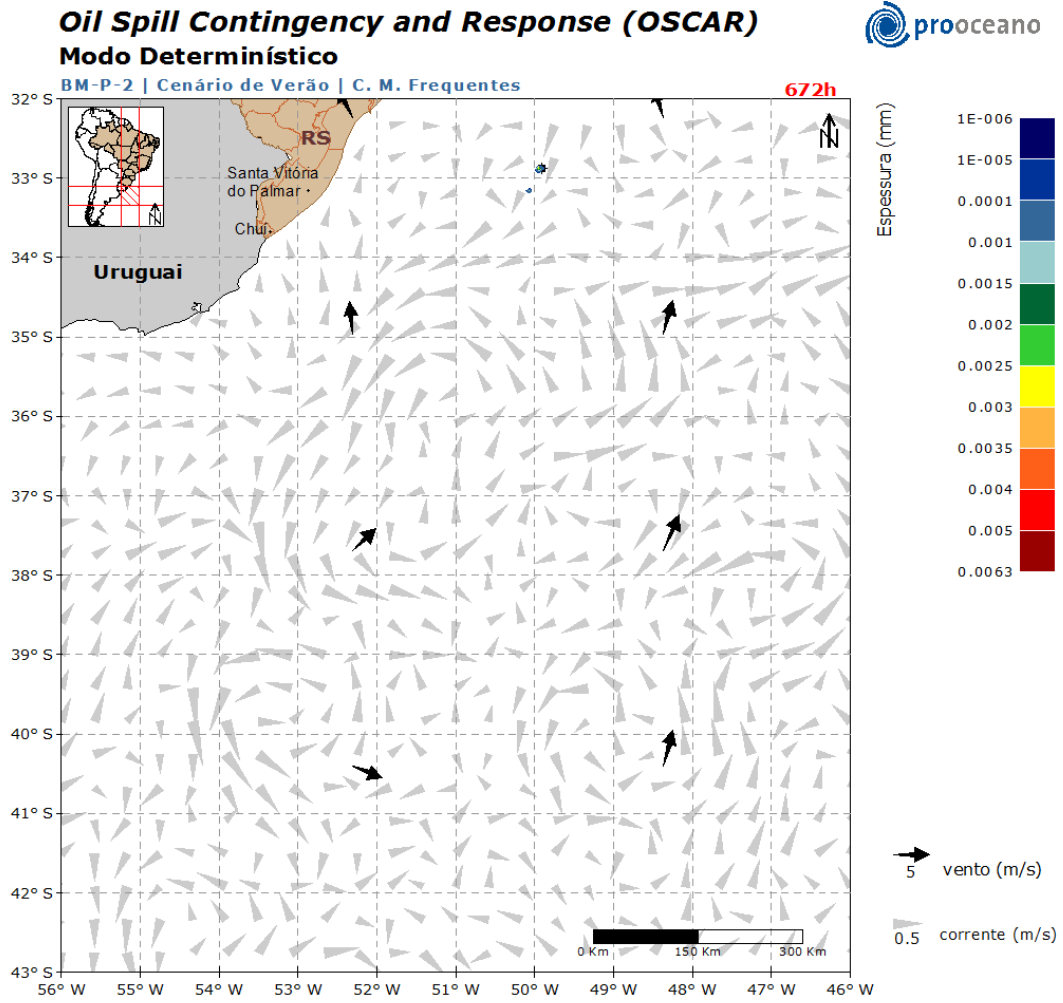 Oil Spill Contingency and Response (OSCAR)
prooceano
Modo Determinístico
BM-P-2 | Cenário de Verão | C. M. Frequentes
672h
32° S
33° S
34° S
35° S
36° S
37° S
38° S
39° S
40° S
41° S
42° S
43° S
56° W
55° W
54° W
53° W
52° W
51° W
50° W
49° W
48° W
47° W
46° W
N
RS
Santa Vitória
do Palmar
Chuí
Uruguai
N
0 Km
150 Km
300 Km
Espessura (mm)
1E-006
1E-005
0.0001
0.001
0.0015
0.002
0.0025
0.003
0.0035
0.004
0.005
0.0063
5 vento (m/s)
0.5 corrente (m/s)